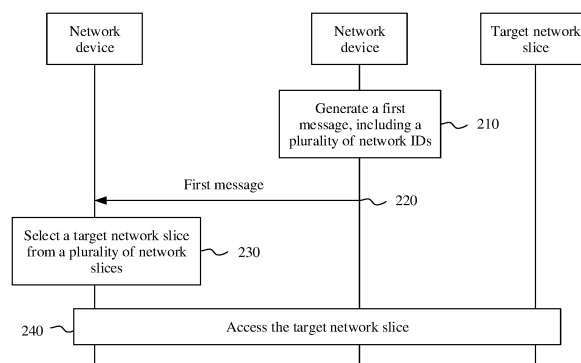 Network
device
Network
device
Target network
slice
Generate a first
message, including a
plurality of network IDs
210
First message
220
Select a target network slice
from a plurality of network
slices
230
240
Access the target network slice